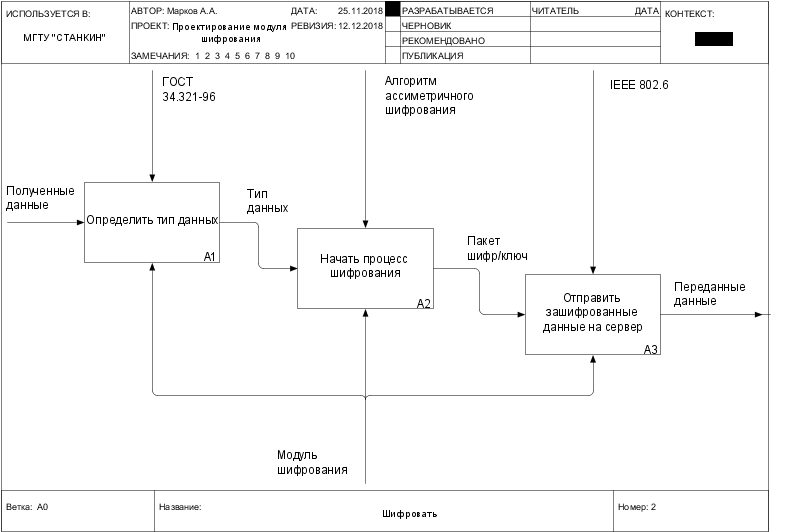 ИСПОЛЬЗУЕТСЯ В:
МГТУ "СТАНКИН"
АВТОР: Марков А.А.
ДАТА: 25.11.2018
ПРОЕКТ: Проектирование модуля
шифрования
РЕВИЗИЯ: 12.12.2018
ЗАМЕЧАНИЯ: 1 2 3 4 5 6 7 8 9 10
РАЗРАБАТЫВАЕТСЯ
ЧЕРНОВИК
РЕКОМЕНДОВАНО
ПУБЛИКАЦИЯ
ЧИТАТЕЛЬ
ДАТА
КОНТЕКСТ:
ГОСТ
34.321-96
Алгоритм
ассиметричного
шифрования
IEEE 802.6
Полученные
данные
Определить тип данных
A1
Тип
данных
Начать процесс
шифрования
A2
Пакет
шифр/ключ
Отправить
зашифрованные
данные на сервер
A3
Переданные
данные
Модуль
шифрования
Ветка: A0
Название:
Шифровать
Номер: 2